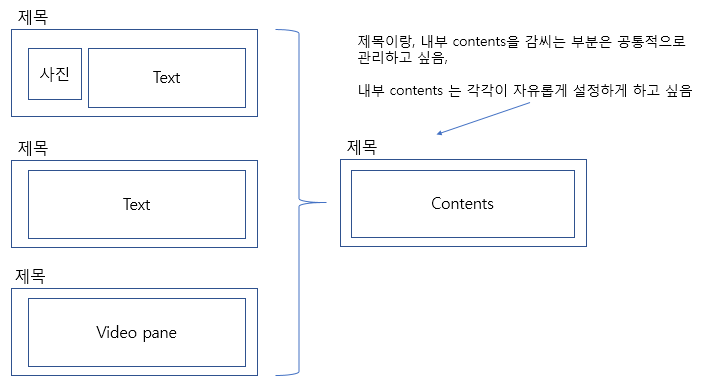 제목
사진
Text
제목
Text
제목
Video pane
제목이랑, 내부 contents을 감씨는 부분은 공통적으로
관리하고 싶음,
내부 contents 는 각각이 자유롭게 설정하게 하고 싶음
제목
Contents